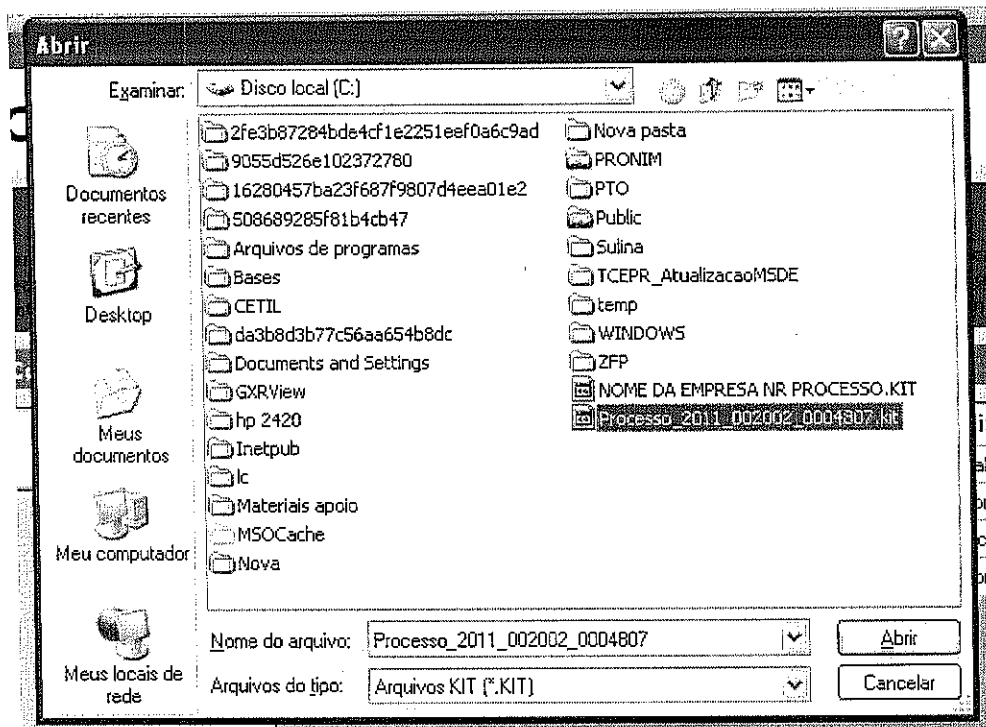 Abrir
Examinar: Disco local (C:)
Documentos
recentes
Desktop
Meus
documentos
Meu computador
Meus locais de
rede
2fe3b87284bde4cf1e2251eef0a6c9ad
9055d526e102372780
16280457ba23f687f9807d4eea01e2
508689285f81b4cb47
Arquivos de programas
Bases
CETIL
da3b8d3b77c56aa654b8dc
Documents and Settings
GXRView
hp 2420
Inetpub
lc
Materiais apoio
MSOCache
Nova
Nova pasta
PRONIM
PTO
Public
Sulina
TCEPR_AtualizacaoMSDE
temp
WINDOWS
ZFP
NOME DA EMPRESA NR PROCESSO.KIT
Processo_2011_002002_0004807.kit
Nome do arquivo: Processo_2011_002002_0004807 Abrir
Arquivos do tipo: Arquivos KIT (*.KIT) Cancelar